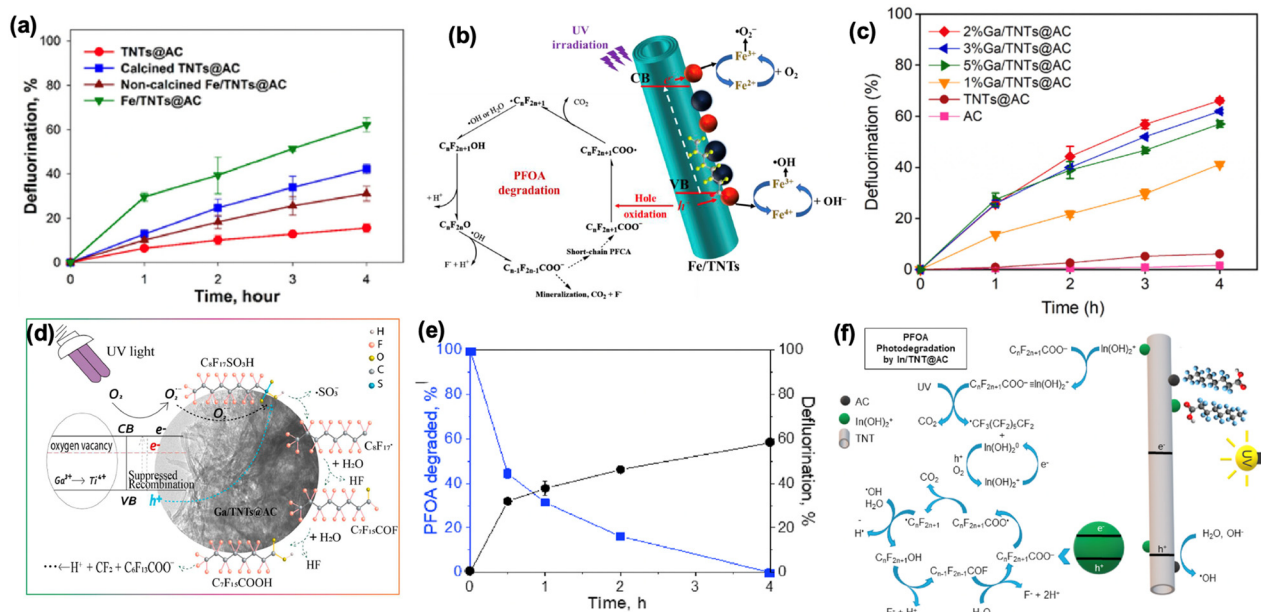 (a)
TNTs@AC
Calcined TNTs@AC
Non-calcined Fe/TNTs@AC
Fe/TNTs@AC
Defluorination, %
100
80
60
40
20
0
0 1 2 3 4
Time, hour
(b)
UV
irradiation
CB
VB
e⁻
h⁺
•O₂⁻
Fe³⁺
Fe²⁺
+ O₂
•OH
Fe³⁺
Fe⁴⁺
+ OH⁻
Hole
oxidation
Fe/TNTs
PFOA
degradation
CO₂
·CₙF₂ₙ₊₁
•OH or H₂O
CₙF₂ₙ₊₁OH
+ H⁺
CₙF₂ₙO
•OH
F⁻ + H⁺
Cₙ₋₁F₂ₙ₋₁COO⁻
Short-chain PFCA
Mineralization, CO₂ + F⁻
CₙF₂ₙ₊₁COO⁻
CₙF₂ₙ₊₁COO•
(c)
2%Ga/TNTs@AC
3%Ga/TNTs@AC
5%Ga/TNTs@AC
1%Ga/TNTs@AC
TNTs@AC
AC
Defluorination (%)
100
80
60
40
20
0
0 1 2 3 4
Time (h)
(d)
UV light
H
F
O
C
S
C₈F₁₇SO₃H
·SO₃⁻
C₈F₁₇•
+ H₂O
HF
C₇F₁₅COF
+ H₂O
HF
C₇F₁₅COOH
····←H⁺ + CF₂ + C₆F₁₃COO⁻
O₂
CB e-
oxygen vacancy e-
Ga³⁺→ Ti⁴⁺
Suppressed
Recombination
VB h+
Ga/TNTs@AC
(e)
PFOA degraded, %
100
80
60
40
20
0
0 1 2 3 4
Time, h
100
80
60
40
20
0
Defluorination, %
(f)
PFOA
Photodegradation
by In/TNT@AC
AC
In(OH)₂⁺
TNT
CₙF₂ₙ₊₁COO⁻
In(OH)₂⁺
UV
CₙF₂ₙ₊₁COO⁻ ≡In(OH)₂⁺
CO₂
•CF₃(CF₂)₅CF₂
+
In(OH)₂⁰
h⁺
O₂
e⁻
In(OH)₂⁺
CO₂
•OH
H₂O
•CₙF₂ₙ₊₁
CₙF₂ₙ₊₁COO•
H•
CₙF₂ₙ₊₁OH
CₙF₂ₙ₊₁COO⁻
Cₙ₋₁F₂ₙ₋₁COF
F⁻ + H⁺
H₂O
F⁻ + 2H⁺
e⁻
h⁺
e⁻
h⁺
UV
H₂O, OH⁻
•OH